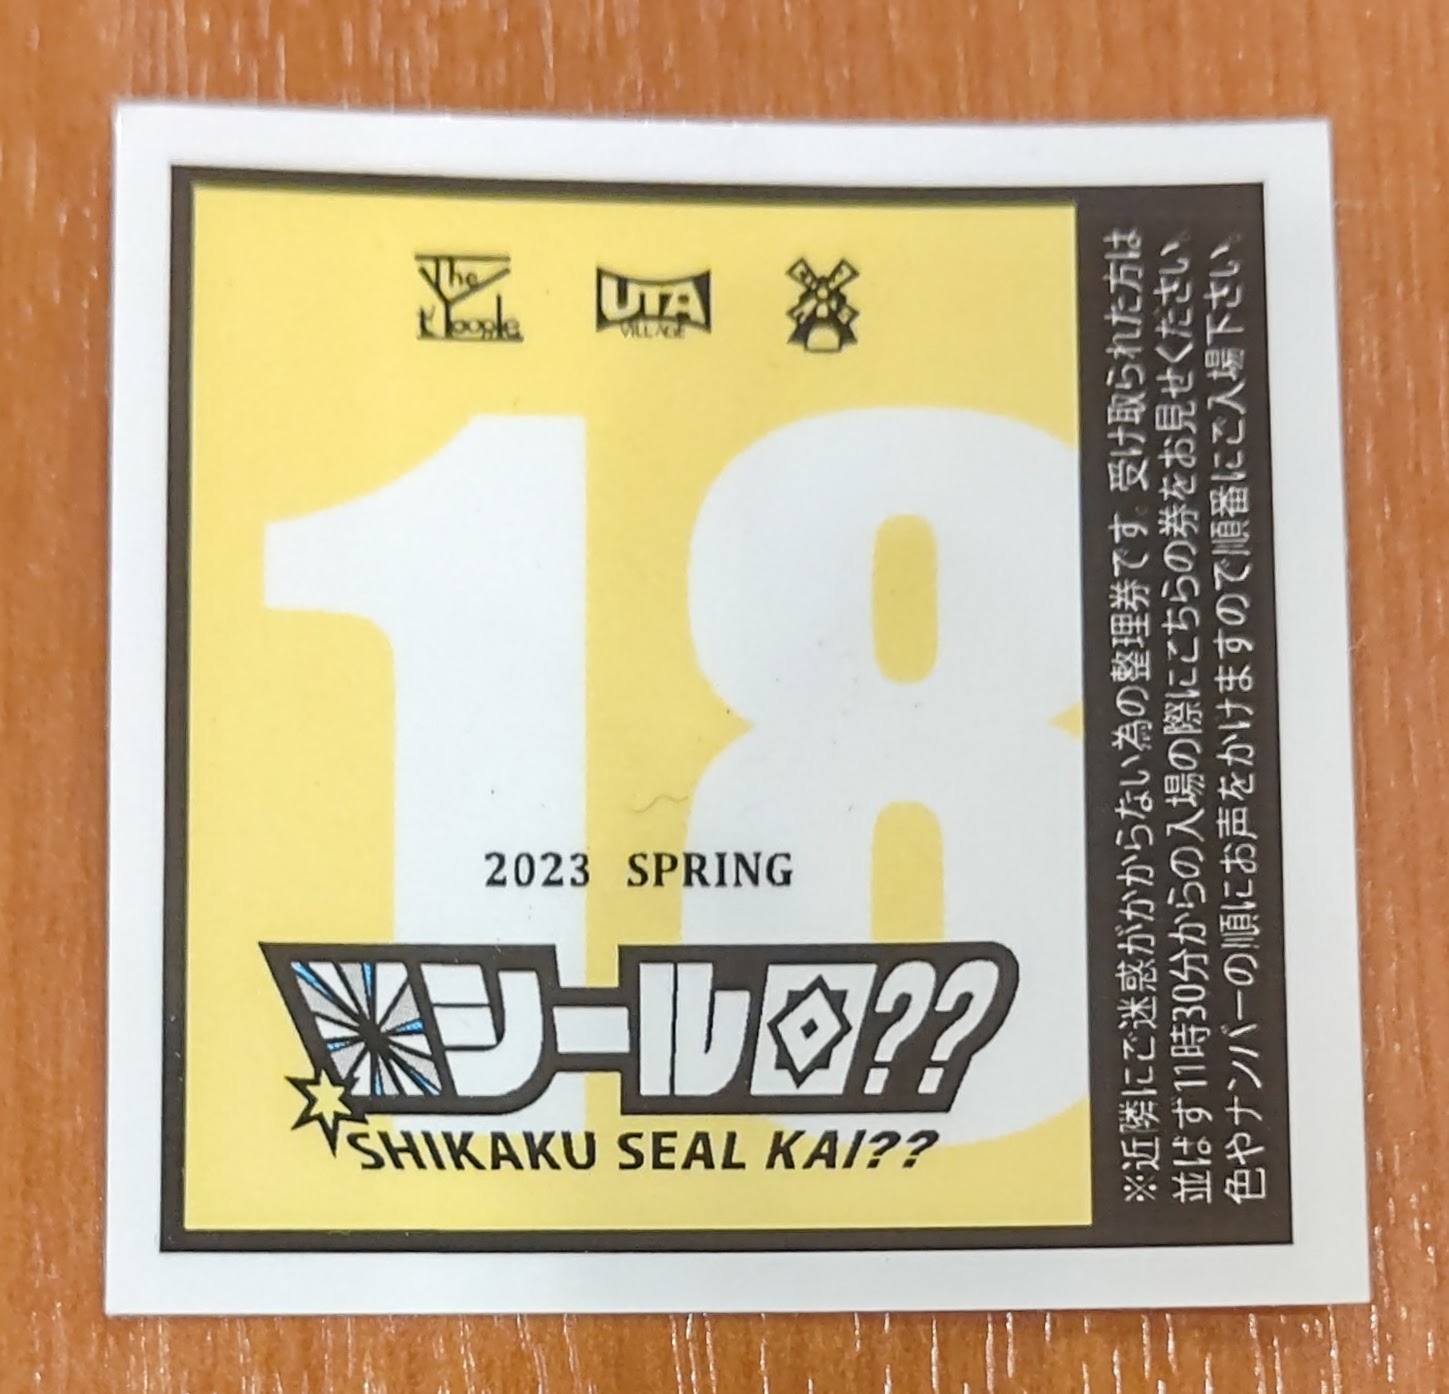 The
Y
People
UTA
VILLAGE
18
2023 SPRING
シール
??
SHIKAKU SEAL KAI??
※近隣にご迷惑がかからない為の整理券です。受け取られた方は
並ばず11時30分からの入場の際にこちらの券をお見せください。
色やナンバーの順にお声をかけますので順番にご入場下さい。